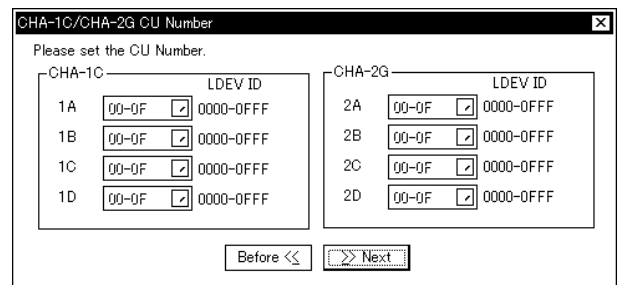 CHA-1C/CHA-2G CU Number
Please set the CU Number.
CHA-1C
LDEV ID
1A 00-0F 0000-0FFF
1B 00-0F 0000-0FFF
1C 00-0F 0000-0FFF
1D 00-0F 0000-0FFF
CHA-2G
LDEV ID
2A 00-0F 0000-0FFF
2B 00-0F 0000-0FFF
2C 00-0F 0000-0FFF
2D 00-0F 0000-0FFF
Before <<
>> Next